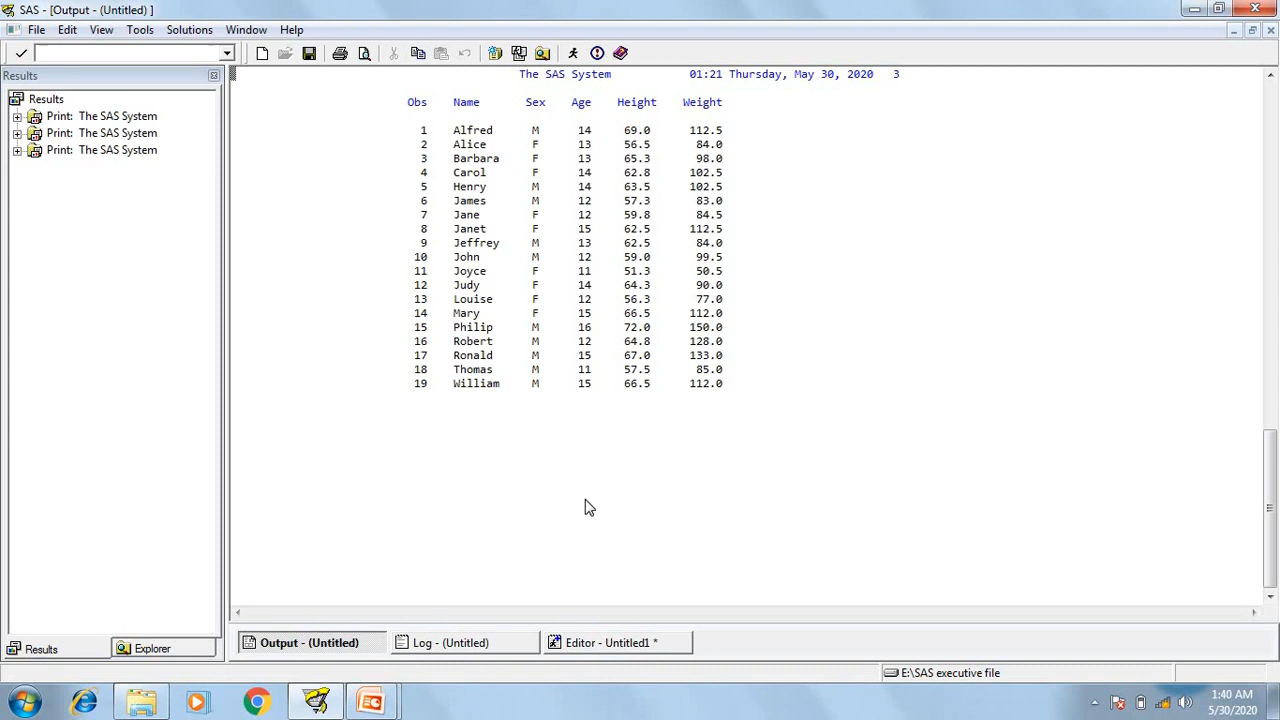 SAS - [Output - (Untitled) ]
File Edit View Tools Solutions Window Help
Results
The SAS System 01:21 Thursday, May 30, 2020 3
Results
Print: The SAS System
Print: The SAS System
Print: The SAS System
Obs Name Sex Age Height Weight
1 Alfred M 14 69.0 112.5
2 Alice F 13 56.5 84.0
3 Barbara F 13 65.3 98.0
4 Carol F 14 62.8 102.5
5 Henry M 14 63.5 102.5
6 James M 12 57.3 83.0
7 Jane F 12 59.8 84.5
8 Janet F 15 62.5 112.5
9 Jeffrey M 13 62.5 84.0
10 John M 12 59.0 99.5
11 Joyce F 11 51.3 50.5
12 Judy F 14 64.3 90.0
13 Louise F 12 56.3 77.0
14 Mary F 15 66.5 112.0
15 Philip M 16 72.0 150.0
16 Robert M 12 64.8 128.0
17 Ronald M 15 67.0 133.0
18 Thomas M 11 57.5 85.0
19 William M 15 66.5 112.0
Results Explorer
Output - (Untitled) Log - (Untitled) Editor - Untitled1 *
E:\SAS executive file
1:40 AM
5/30/2020